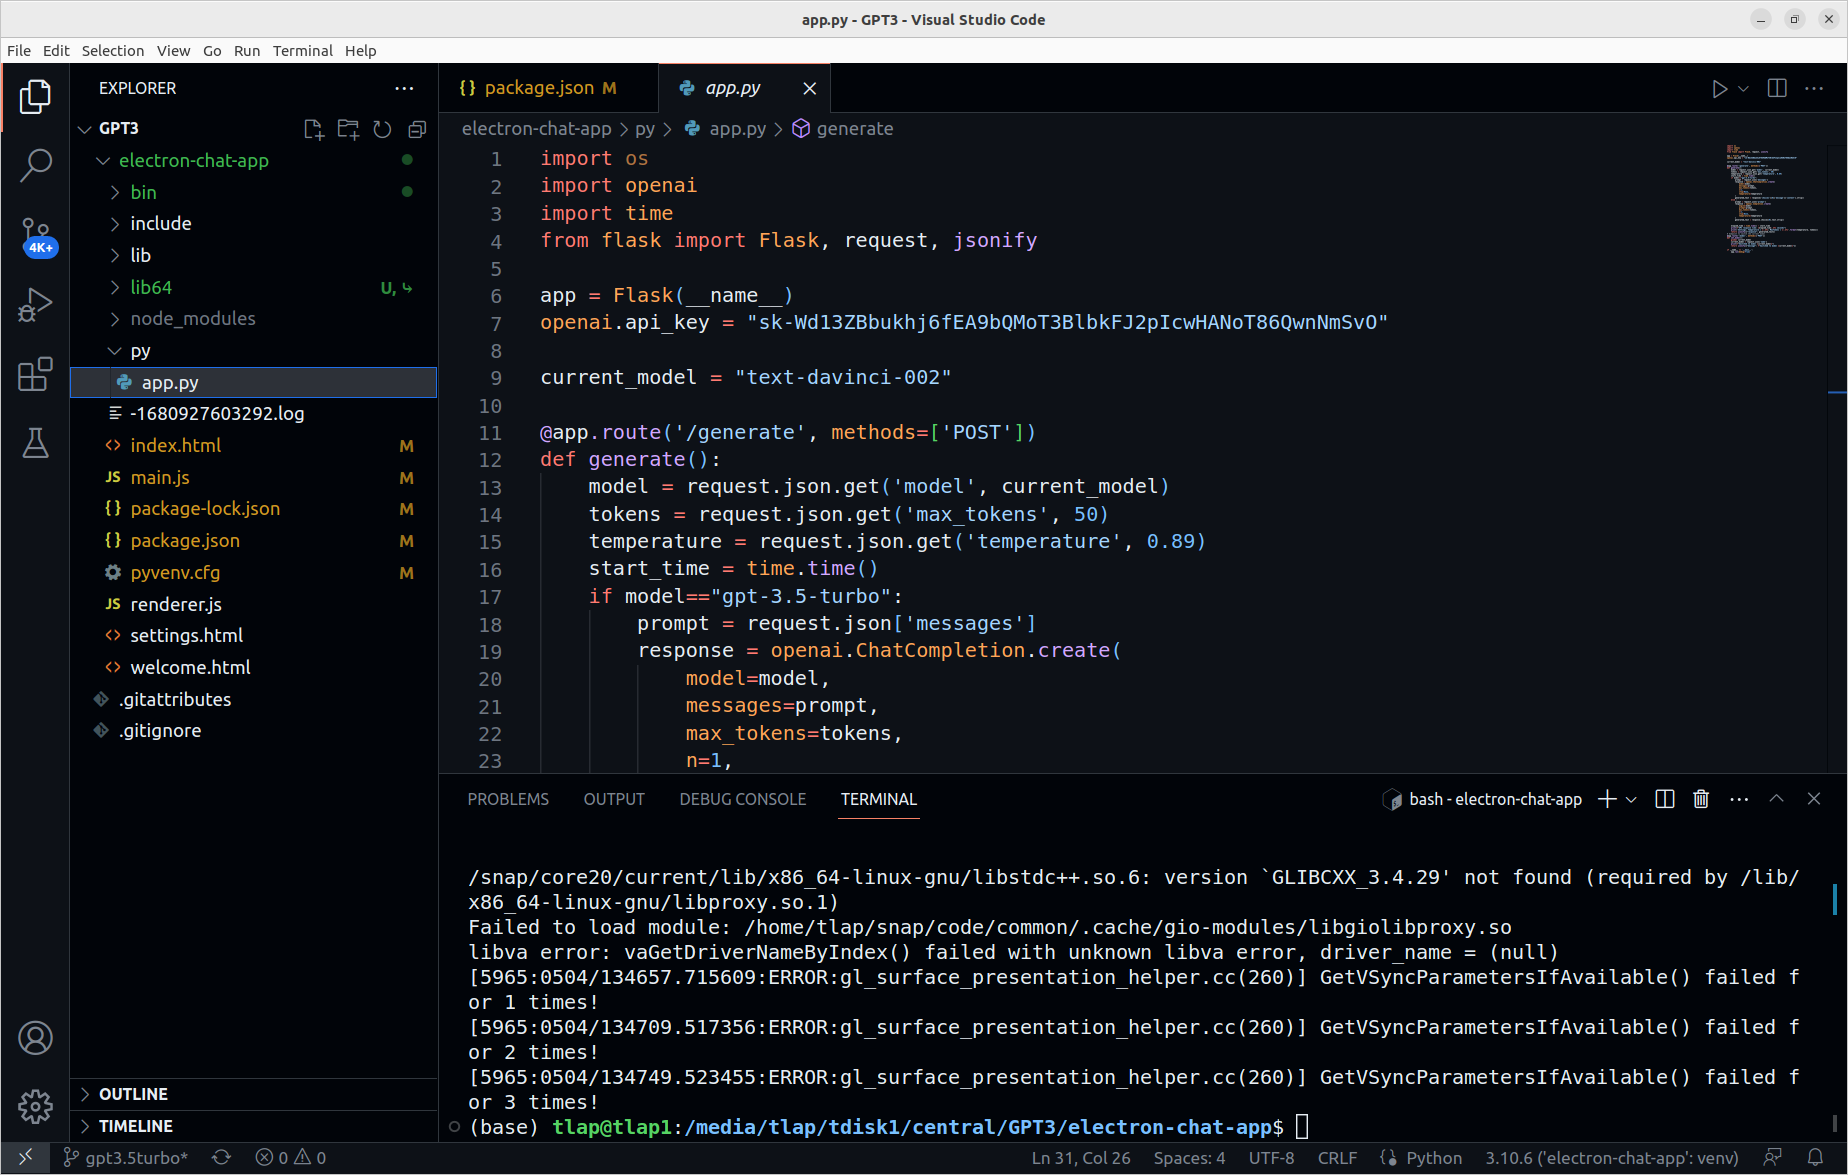 app.py - GPT3 - Visual Studio Code
File Edit Selection View Go Run Terminal Help
EXPLORER
GPT3
electron-chat-app
bin
include
lib
lib64 U,
node_modules
py
app.py
-1680927603292.log
index.html M
main.js M
package-lock.json M
package.json M
pyvenv.cfg M
renderer.js
settings.html
welcome.html
.gitattributes
.gitignore
OUTLINE
TIMELINE
4K+
package.json M app.py
electron-chat-app > py > app.py > generate
1 import os
2 import openai
3 import time
4 from flask import Flask, request, jsonify
5
6 app = Flask(__name__)
7 openai.api_key = "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"
8
9 current_model = "text-davinci-002"
10
11 @app.route('/generate', methods=['POST'])
12 def generate():
13 model = request.json.get('model', current_model)
14 tokens = request.json.get('max_tokens', 50)
15 temperature = request.json.get('temperature', 0.89)
16 start_time = time.time()
17 if model=="gpt-3.5-turbo":
18 prompt = request.json['messages']
19 response = openai.ChatCompletion.create(
20 model=model,
21 messages=prompt,
22 max_tokens=tokens,
23 n=1,
PROBLEMS OUTPUT DEBUG CONSOLE TERMINAL bash - electron-chat-app
/snap/core20/current/lib/x86_64-linux-gnu/libstdc++.so.6: version `GLIBCXX_3.4.29' not found (required by /lib/
x86_64-linux-gnu/libproxy.so.1)
Failed to load module: /home/tlap/snap/code/common/.cache/gio-modules/libgiolibproxy.so
libva error: vaGetDriverNameByIndex() failed with unknown libva error, driver_name = (null)
[5965:0504/134657.715609:ERROR:gl_surface_presentation_helper.cc(260)] GetVSyncParametersIfAvailable() failed f
or 1 times!
[5965:0504/134709.517356:ERROR:gl_surface_presentation_helper.cc(260)] GetVSyncParametersIfAvailable() failed f
or 2 times!
[5965:0504/134749.523455:ERROR:gl_surface_presentation_helper.cc(260)] GetVSyncParametersIfAvailable() failed f
or 3 times!
(base) tlap@tlap1:/media/tlap/tdisk1/central/GPT3/electron-chat-app$
gpt3.5turbo* 0 0 Ln 31, Col 26 Spaces: 4 UTF-8 CRLF Python 3.10.6 ('electron-chat-app': venv)